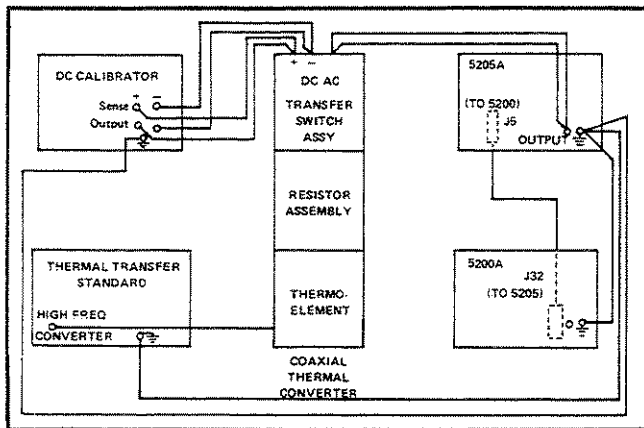 DC CALIBRATOR
+ −
Sense
Output
+ −
DC AC
TRANSFER
SWITCH
ASSY
RESISTOR
ASSEMBLY
THERMO-
ELEMENT
COAXIAL
THERMAL
CONVERTER
5205A
(TO 5200)
J5
OUTPUT
THERMAL TRANSFER
STANDARD
HIGH FREQ
CONVERTER
5200A
J32
(TO 5205)